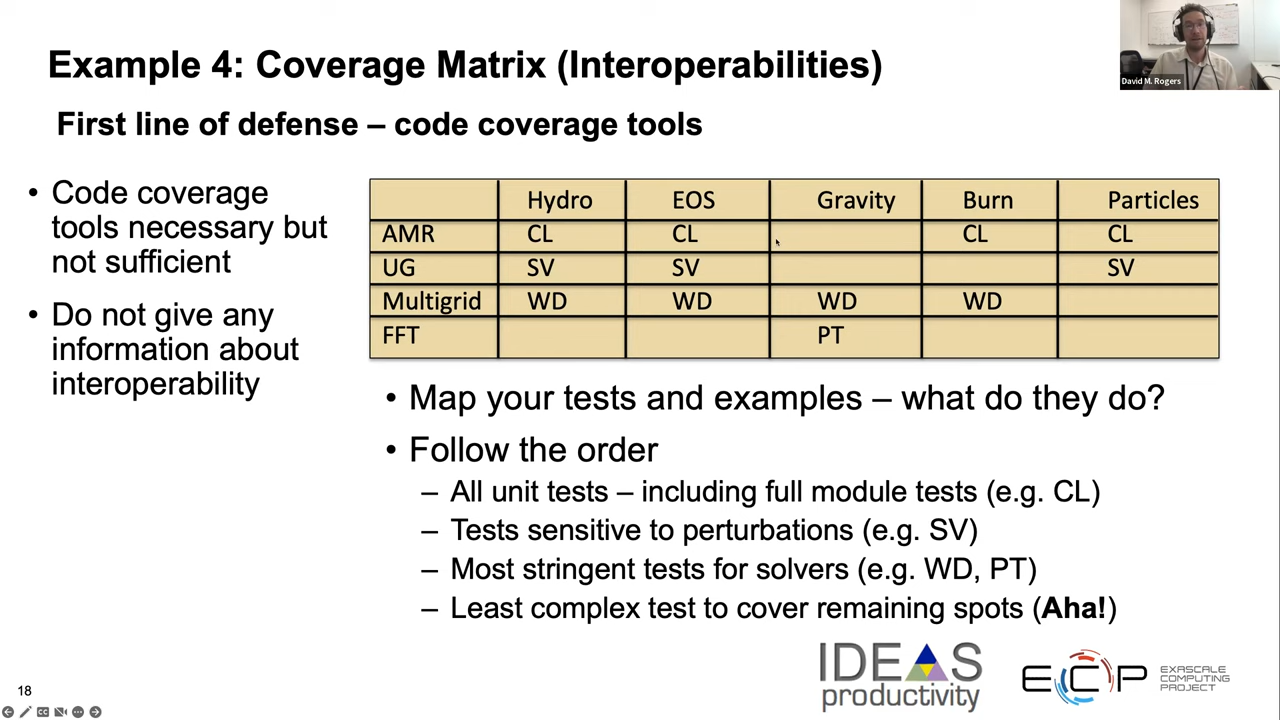 Example 4: Coverage Matrix (Interoperabilities)
David M. Rogers
First line of defense – code coverage tools
• Code coverage
tools necessary but
not sufficient
• Do not give any
information about
interoperability
Hydro EOS Gravity Burn Particles
AMR CL CL CL CL
UG SV SV SV
Multigrid WD WD WD WD
FFT PT
• Map your tests and examples – what do they do?
• Follow the order
– All unit tests – including full module tests (e.g. CL)
– Tests sensitive to perturbations (e.g. SV)
– Most stringent tests for solvers (e.g. WD, PT)
– Least complex test to cover remaining spots (Aha!)
IDEAS
productivity
ECP
EXASCALE
COMPUTING
PROJECT
18